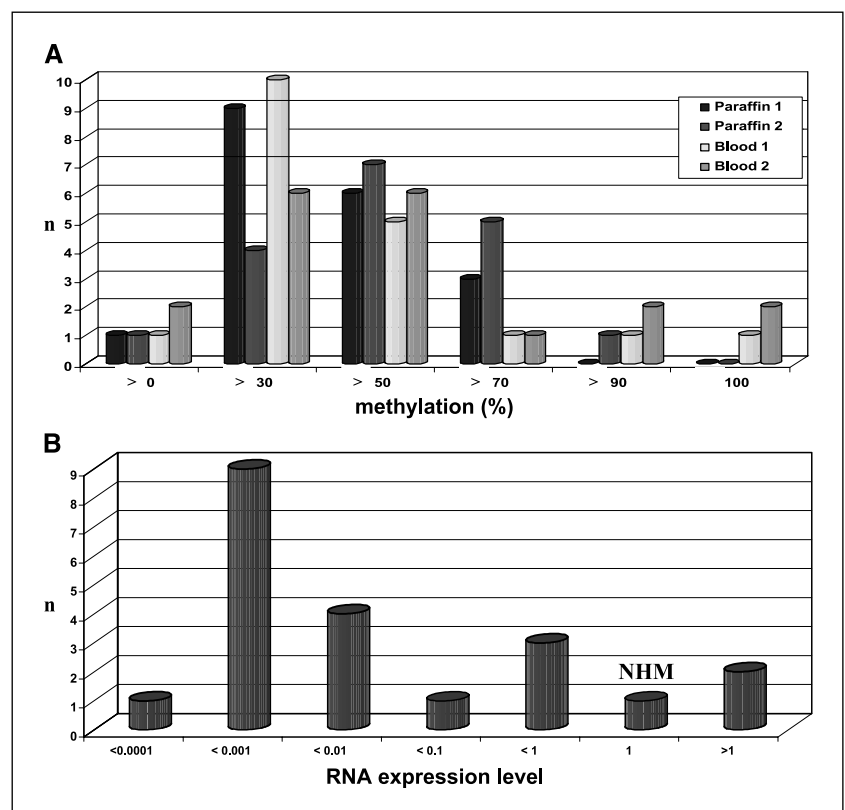 A
10
9
8
7
6
5
4
3
2
1
0
n
Paraffin 1
Paraffin 2
Blood 1
Blood 2
> 0 > 30 > 50 > 70 > 90 100
methylation (%)
B
9
8
7
6
5
4
3
2
1
0
n
NHM
<0.0001 < 0.001 < 0.01 < 0.1 < 1 1 >1
RNA expression level